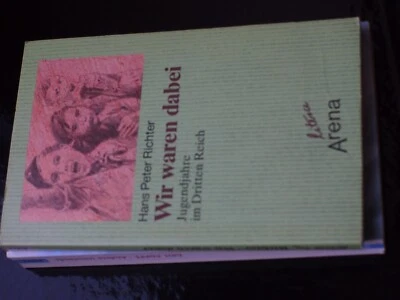 Hans Peter Richter
Wir waren dabei
Jugendjahre
im Dritten Reich
Arena